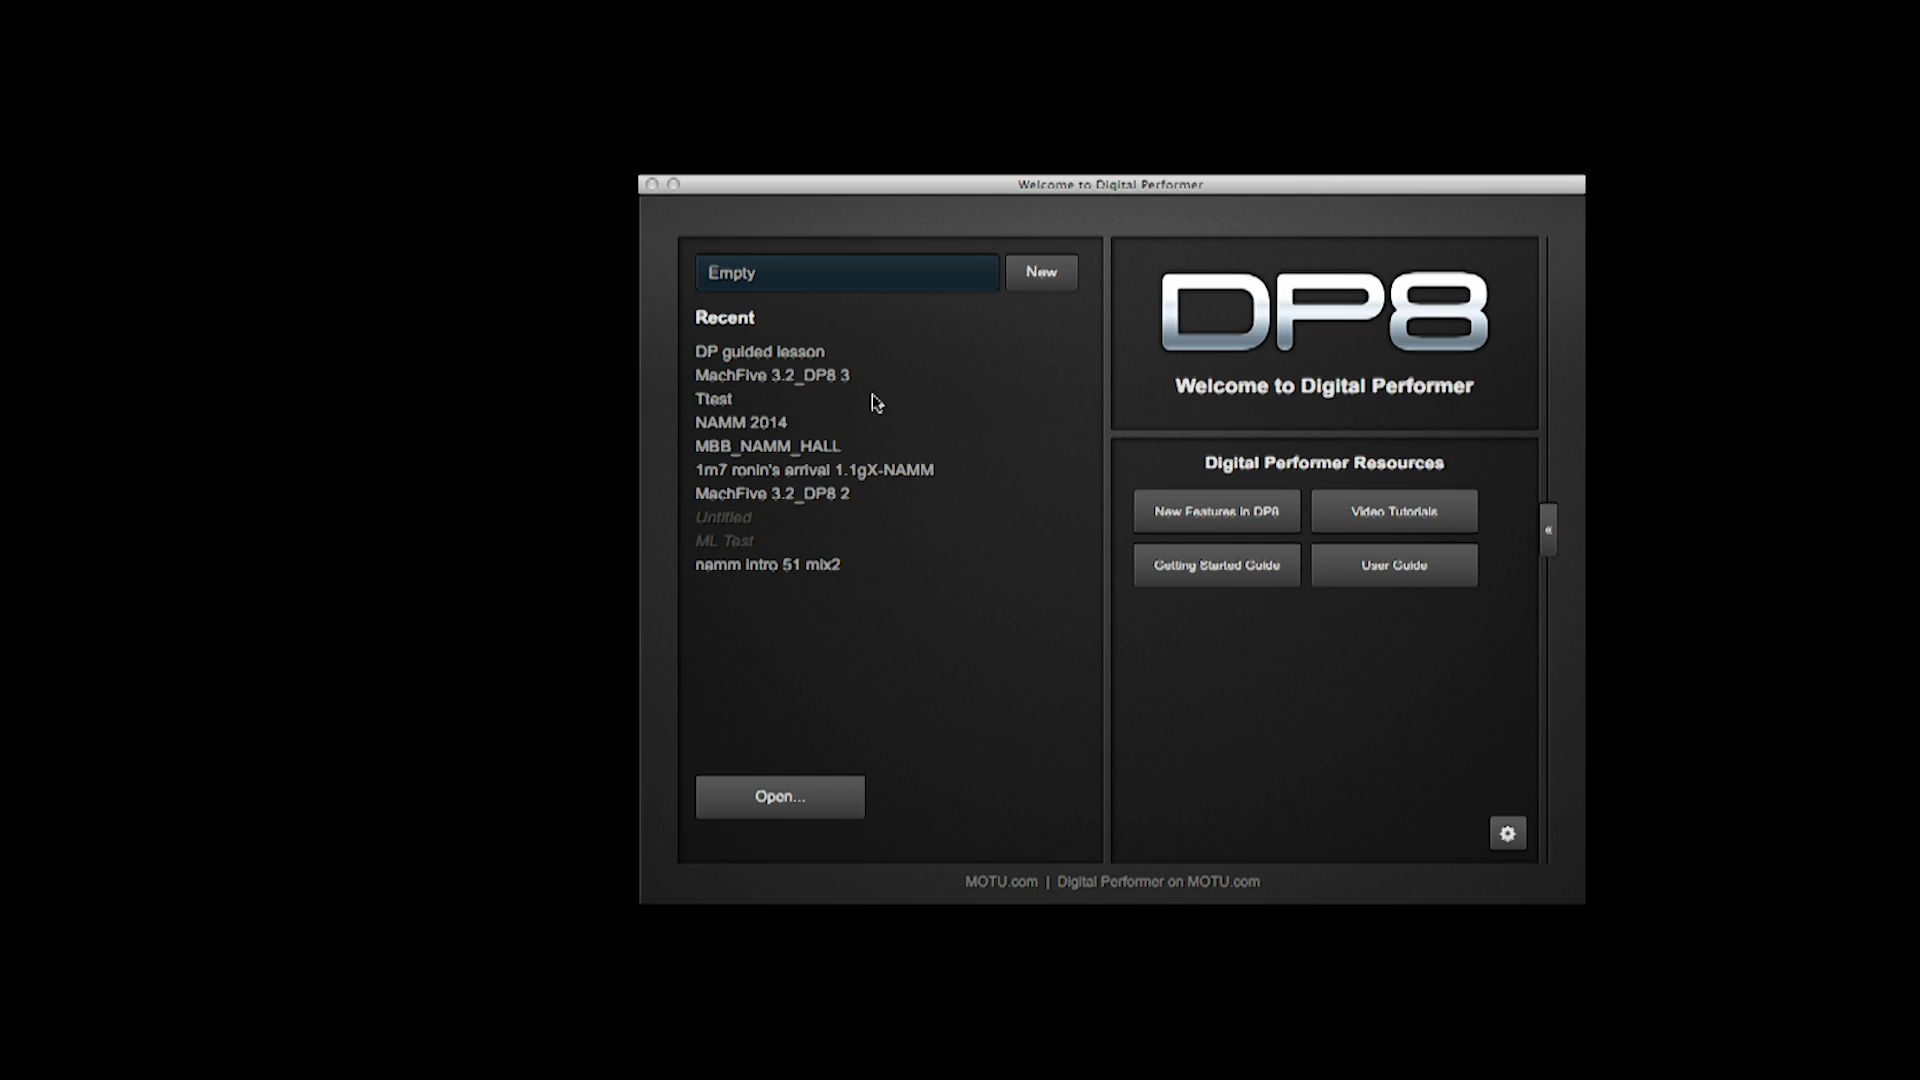 Welcome to Digital Performer
Empty
New
Recent
DP guided lesson
MachFive 3.2_DP8 3
Ttest
NAMM 2014
MBB_NAMM_HALL
1m7 ronin's arrival 1.1gX-NAMM
MachFive 3.2_DP8 2
Untitled
ML Test
namm intro 51 mix2
Open...
DP8
Welcome to Digital Performer
Digital Performer Resources
New Features in DP8
Video Tutorials
Getting Started Guide
User Guide
«
MOTU.com | Digital Performer on MOTU.com